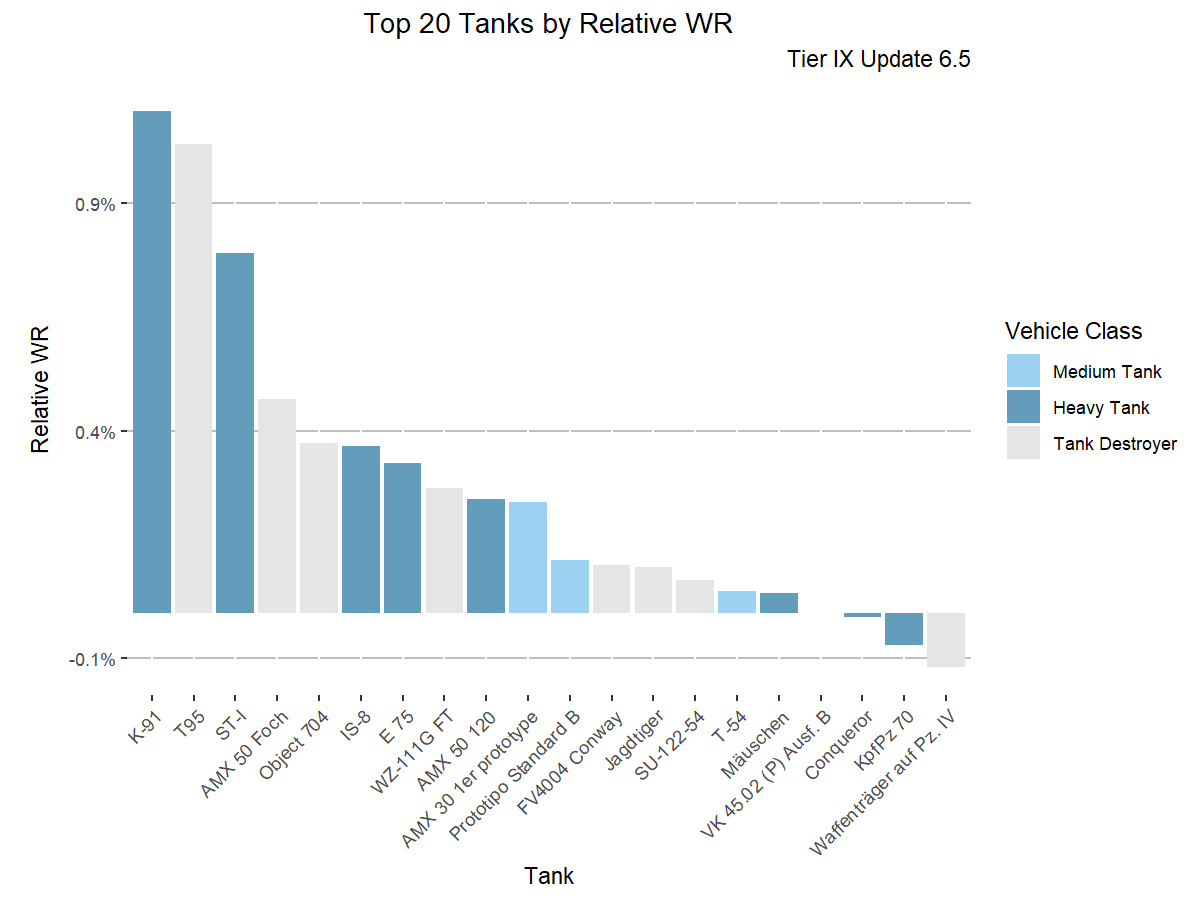 Top 20 Tanks by Relative WR
Tier IX Update 6.5
Relative WR
0.9%
0.4%
-0.1%
K-91
T95
ST-I
AMX 50 Foch
Object 704
IS-8
E 75
WZ-111G FT
AMX 50 120
AMX 30 1er prototype
Prototipo Standard B
FV4004 Conway
Jagdtiger
SU-122-54
T-54
Mäuschen
VK 45.02 (P) Ausf. B
Conqueror
KpfPz 70
Waffenträger auf Pz. IV
Tank
Vehicle Class
Medium Tank
Heavy Tank
Tank Destroyer